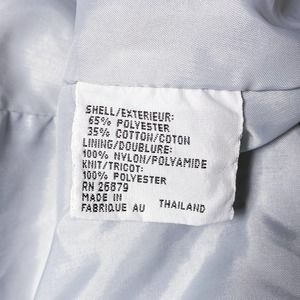 SHELL/EXTERIEUR:
65% POLYESTER
35% COTTON/COTON
LINING/DOUBLURE:
100% NYLON/POLYAMIDE
KNIT/TRICOT:
100% POLYESTER
RN 26879
MADE IN
FABRIQUE AU THAILAND